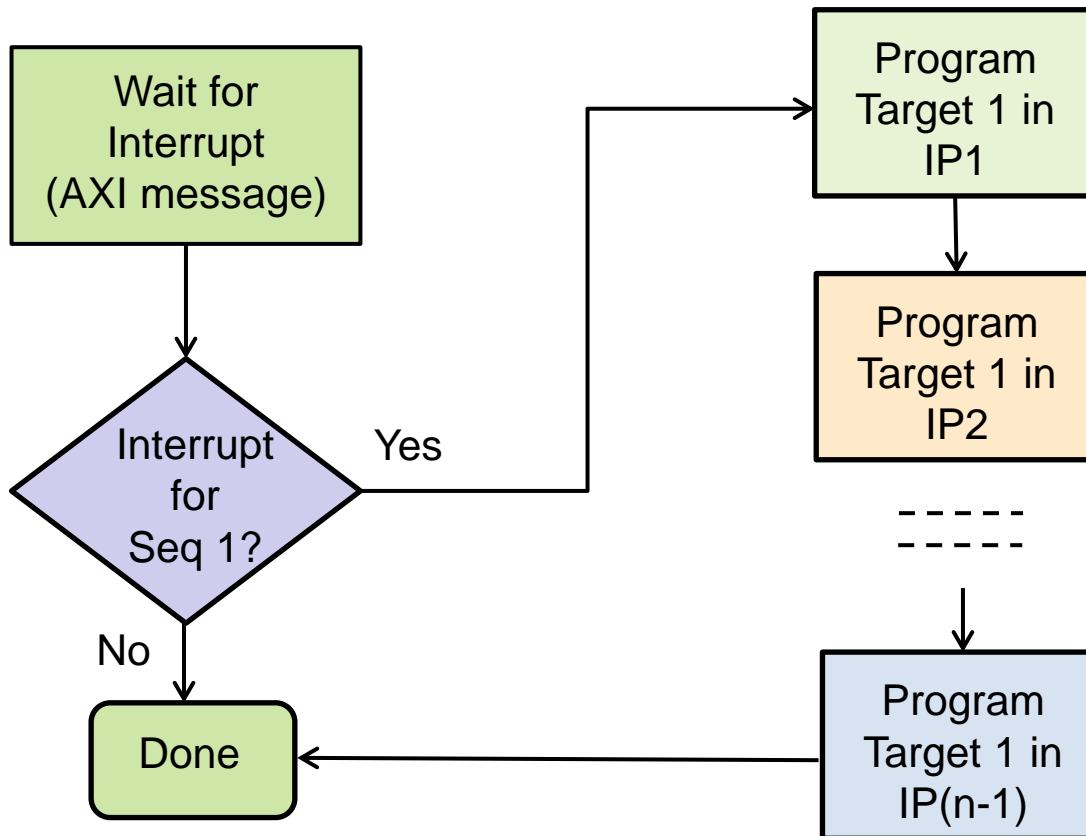 Wait for
Interrupt
(AXI message)
Interrupt
for
Seq 1?
Yes
No
Done
Program
Target 1 in
IP1
Program
Target 1 in
IP2
Program
Target 1 in
IP(n-1)